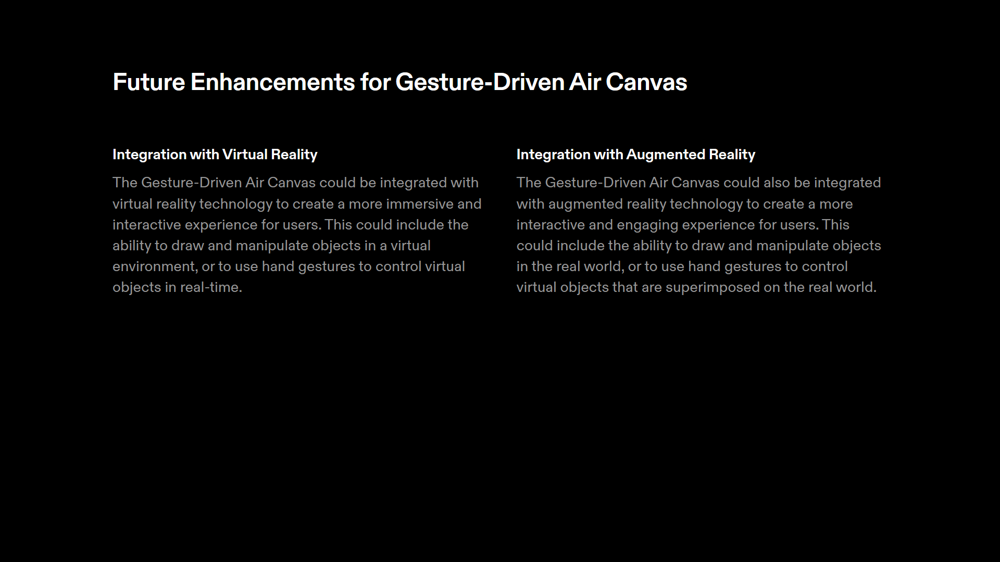 Future Enhancements for Gesture-Driven Air Canvas
Integration with Virtual Reality
The Gesture-Driven Air Canvas could be integrated with
virtual reality technology to create a more immersive and
interactive experience for users. This could include the
ability to draw and manipulate objects in a virtual
environment, or to use hand gestures to control virtual
objects in real-time.
Integration with Augmented Reality
The Gesture-Driven Air Canvas could also be integrated
with augmented reality technology to create a more
interactive and engaging experience for users. This
could include the ability to draw and manipulate objects
in the real world, or to use hand gestures to control
virtual objects that are superimposed on the real world.